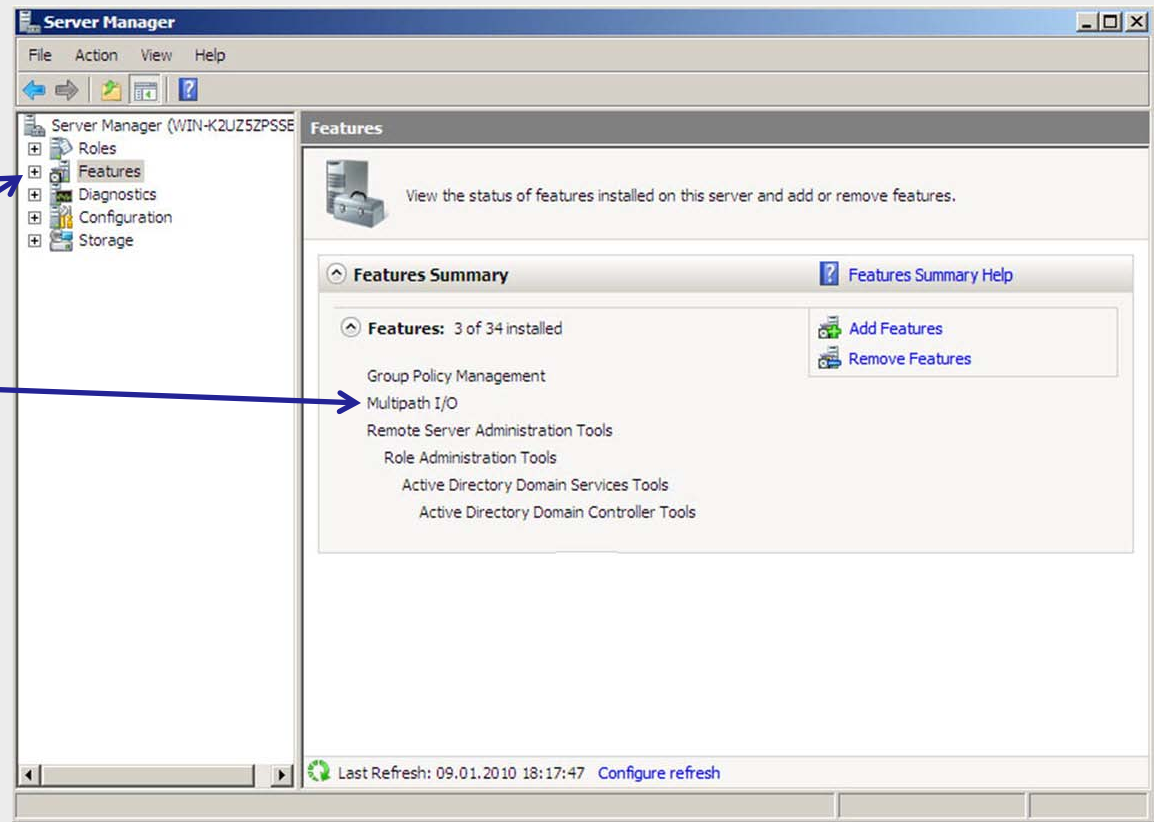 Server Manager
File Action View Help
Server Manager (WIN-K2UZ5ZPSSE
Roles
Features
Diagnostics
Configuration
Storage
Features
View the status of features installed on this server and add or remove features.
Features Summary
Features Summary Help
Features: 3 of 34 installed
Add Features
Remove Features
Group Policy Management
Multipath I/O
Remote Server Administration Tools
Role Administration Tools
Active Directory Domain Services Tools
Active Directory Domain Controller Tools
Last Refresh: 09.01.2010 18:17:47 Configure refresh